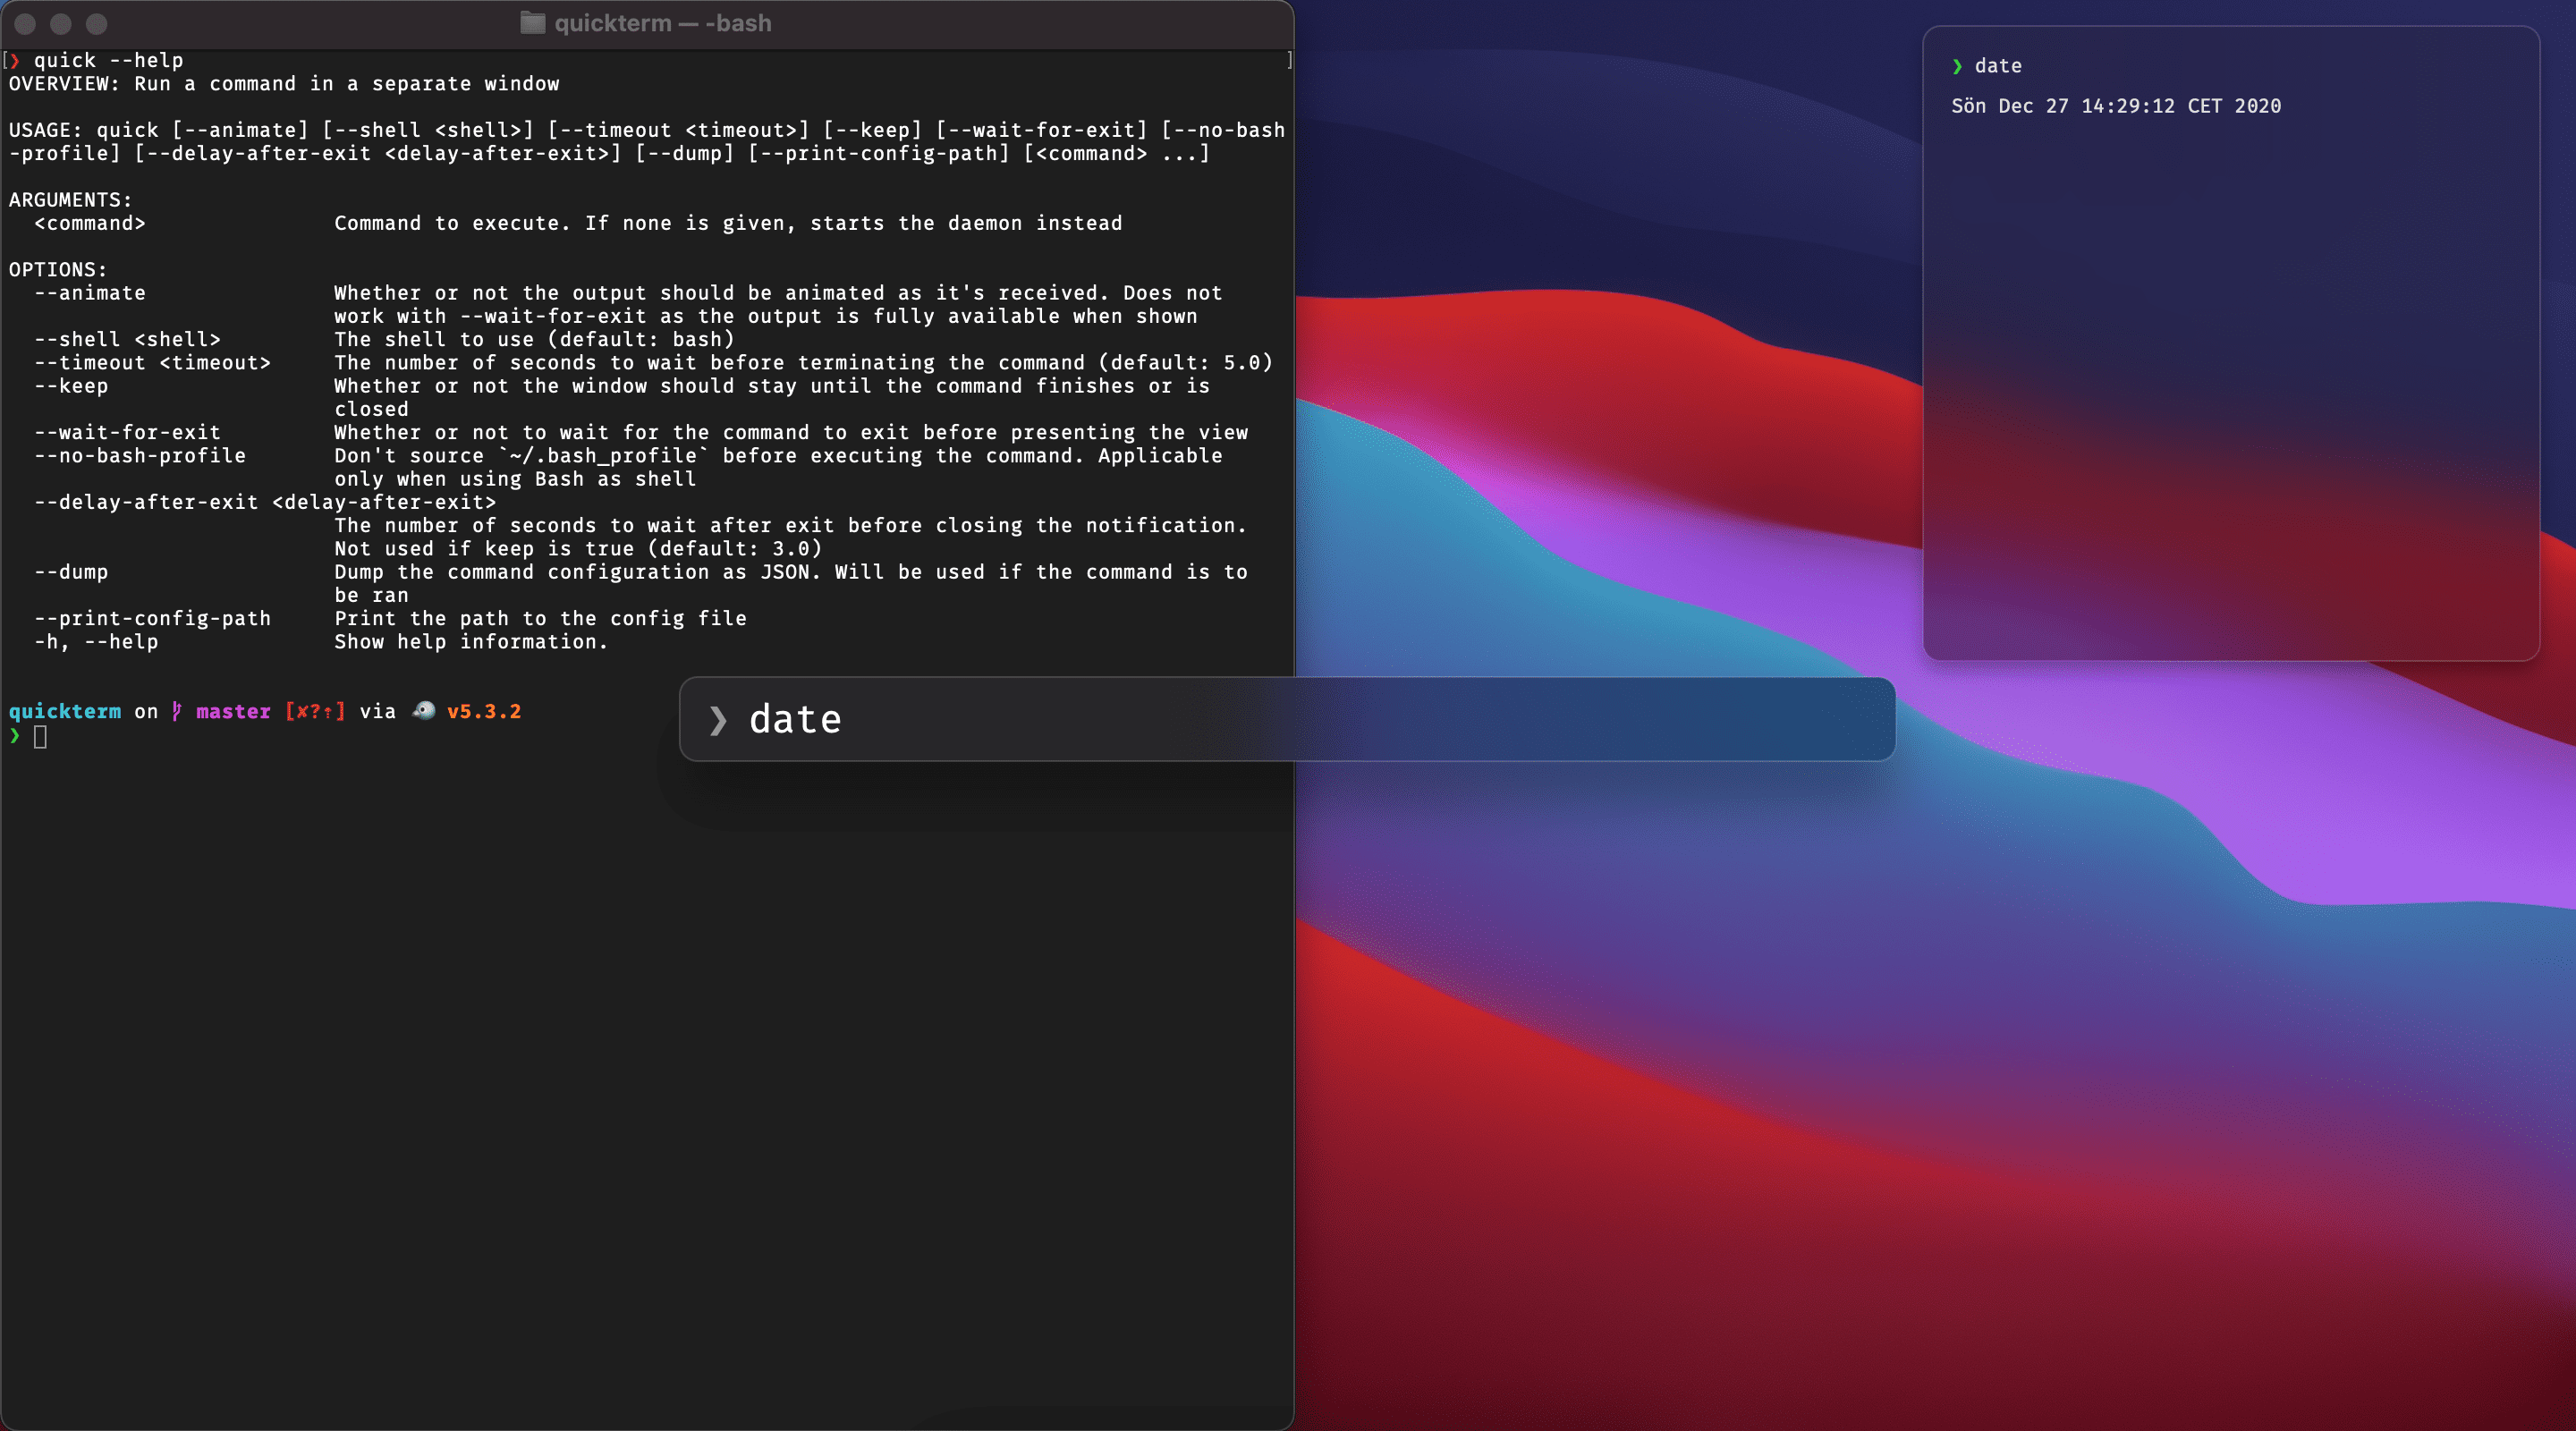 quickterm — -bash
[❯ quick --help ]
OVERVIEW: Run a command in a separate window
USAGE: quick [--animate] [--shell <shell>] [--timeout <timeout>] [--keep] [--wait-for-exit] [--no-bash
-profile] [--delay-after-exit <delay-after-exit>] [--dump] [--print-config-path] [<command> ...]
ARGUMENTS:
<command> Command to execute. If none is given, starts the daemon instead
OPTIONS:
--animate Whether or not the output should be animated as it's received. Does not
work with --wait-for-exit as the output is fully available when shown
--shell <shell> The shell to use (default: bash)
--timeout <timeout> The number of seconds to wait before terminating the command (default: 5.0)
--keep Whether or not the window should stay until the command finishes or is
closed
--wait-for-exit Whether or not to wait for the command to exit before presenting the view
--no-bash-profile Don't source `~/.bash_profile` before executing the command. Applicable
only when using Bash as shell
--delay-after-exit <delay-after-exit>
The number of seconds to wait after exit before closing the notification.
Not used if keep is true (default: 3.0)
--dump Dump the command configuration as JSON. Will be used if the command is to
be ran
--print-config-path Print the path to the config file
-h, --help Show help information.
quickterm on master [✘?⇡] via v5.3.2
❯
❯ date
❯ date
Sön Dec 27 14:29:12 CET 2020